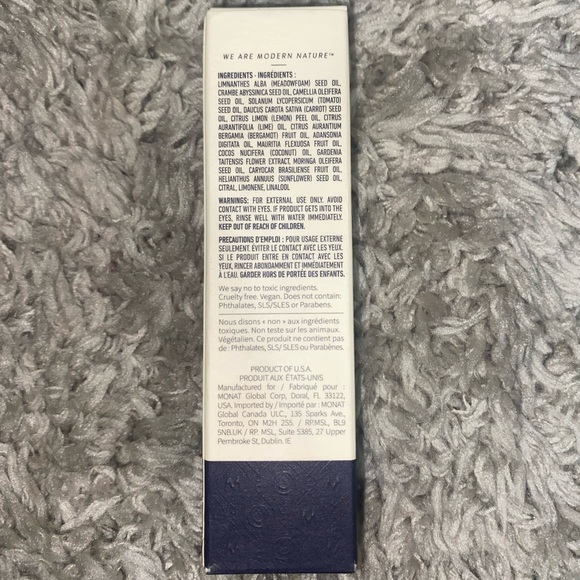 WE ARE MODERN NATURE™
INGREDIENTS - INGRÉDIENTS :
LIMNANTHES ALBA (MEADOWFOAM) SEED OIL,
CRAMBE ABYSSINICA SEED OIL, CAMELLIA OLEIFERA
SEED OIL, SOLANUM LYCOPERSICUM (TOMATO)
SEED OIL, DAUCUS CAROTA SATIVA (CARROT) SEED
OIL, CITRUS LIMON (LEMON) PEEL OIL, CITRUS
AURANTIFOLIA (LIME) OIL, CITRUS AURANTIUM
BERGAMIA (BERGAMOT) FRUIT OIL, ADANSONIA
DIGITATA OIL, MAURITIA FLEXUOSA FRUIT OIL,
COCOS NUCIFERA (COCONUT) OIL, GARDENIA
TAITENSIS FLOWER EXTRACT, MORINGA OLEIFERA
SEED OIL, CARYOCAR BRASILIENSE FRUIT OIL,
HELIANTHUS ANNUUS (SUNFLOWER) SEED OIL,
CITRAL, LIMONENE, LINALOOL
WARNINGS: FOR EXTERNAL USE ONLY. AVOID
CONTACT WITH EYES. IF PRODUCT GETS INTO THE
EYES, RINSE WELL WITH WATER IMMEDIATELY.
KEEP OUT OF REACH OF CHILDREN.
PRÉCAUTIONS D'EMPLOI : POUR USAGE EXTERNE
SEULEMENT. ÉVITER LE CONTACT AVEC LES YEUX.
SI LE PRODUIT ENTRE EN CONTACT AVEC LES
YEUX, RINCER ABONDAMMENT ET IMMÉDIATEMENT
À L'EAU. GARDER HORS DE PORTÉE DES ENFANTS.
We say no to toxic ingredients.
Cruelty free. Vegan. Does not contain:
Phthalates, SLS/SLES or Parabens.
Nous disons « non » aux ingrédients
toxiques. Non testé sur les animaux.
Végétalien. Ce produit ne contient pas
de : Phthalates, SLS/ SLES ou Parabènes.
PRODUCT OF U.S.A.
PRODUIT AUX ÉTATS-UNIS.
Manufactured for / Fabriqué pour :
MONAT Global Corp, Doral, FL 33122,
USA. Imported by / Importé par : MONAT
Global Canada ULC., 135 Sparks Ave.,
Toronto, ON M2H 2S5. / RP.MSL, BL9
5NB.UK / RP. MSL, Suite 5385, 27 Upper
Pembroke St, Dublin. IE